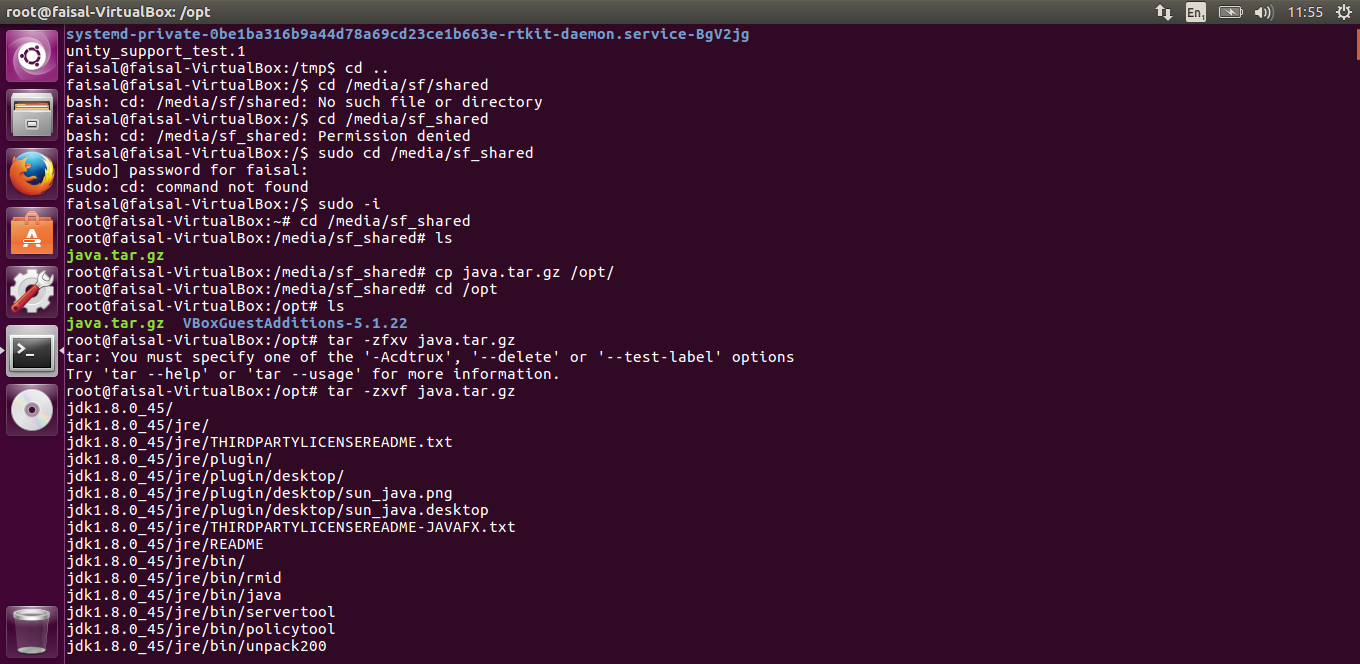 root@faisal-VirtualBox: /opt
En1
11:55
systemd-private-0be1ba316b9a44d78a69cd23ce1b663e-rtkit-daemon.service-BgV2jg
unity_support_test.1
faisal@faisal-VirtualBox:/tmp$ cd ..
faisal@faisal-VirtualBox:/$ cd /media/sf/shared
bash: cd: /media/sf/shared: No such file or directory
faisal@faisal-VirtualBox:/$ cd /media/sf_shared
bash: cd: /media/sf_shared: Permission denied
faisal@faisal-VirtualBox:/$ sudo cd /media/sf_shared
[sudo] password for faisal:
sudo: cd: command not found
faisal@faisal-VirtualBox:/$ sudo -i
root@faisal-VirtualBox:~# cd /media/sf_shared
root@faisal-VirtualBox:/media/sf_shared# ls
java.tar.gz
root@faisal-VirtualBox:/media/sf_shared# cp java.tar.gz /opt/
root@faisal-VirtualBox:/media/sf_shared# cd /opt
root@faisal-VirtualBox:/opt# ls
java.tar.gz  VBoxGuestAdditions-5.1.22
root@faisal-VirtualBox:/opt# tar -zfxv java.tar.gz
tar: You must specify one of the '-Acdtrux', '--delete' or '--test-label' options
Try 'tar --help' or 'tar --usage' for more information.
root@faisal-VirtualBox:/opt# tar -zxvf java.tar.gz
jdk1.8.0_45/
jdk1.8.0_45/jre/
jdk1.8.0_45/jre/THIRDPARTYLICENSEREADME.txt
jdk1.8.0_45/jre/plugin/
jdk1.8.0_45/jre/plugin/desktop/
jdk1.8.0_45/jre/plugin/desktop/sun_java.png
jdk1.8.0_45/jre/plugin/desktop/sun_java.desktop
jdk1.8.0_45/jre/THIRDPARTYLICENSEREADME-JAVAFX.txt
jdk1.8.0_45/jre/README
jdk1.8.0_45/jre/bin/
jdk1.8.0_45/jre/bin/rmid
jdk1.8.0_45/jre/bin/java
jdk1.8.0_45/jre/bin/servertool
jdk1.8.0_45/jre/bin/policytool
jdk1.8.0_45/jre/bin/unpack200